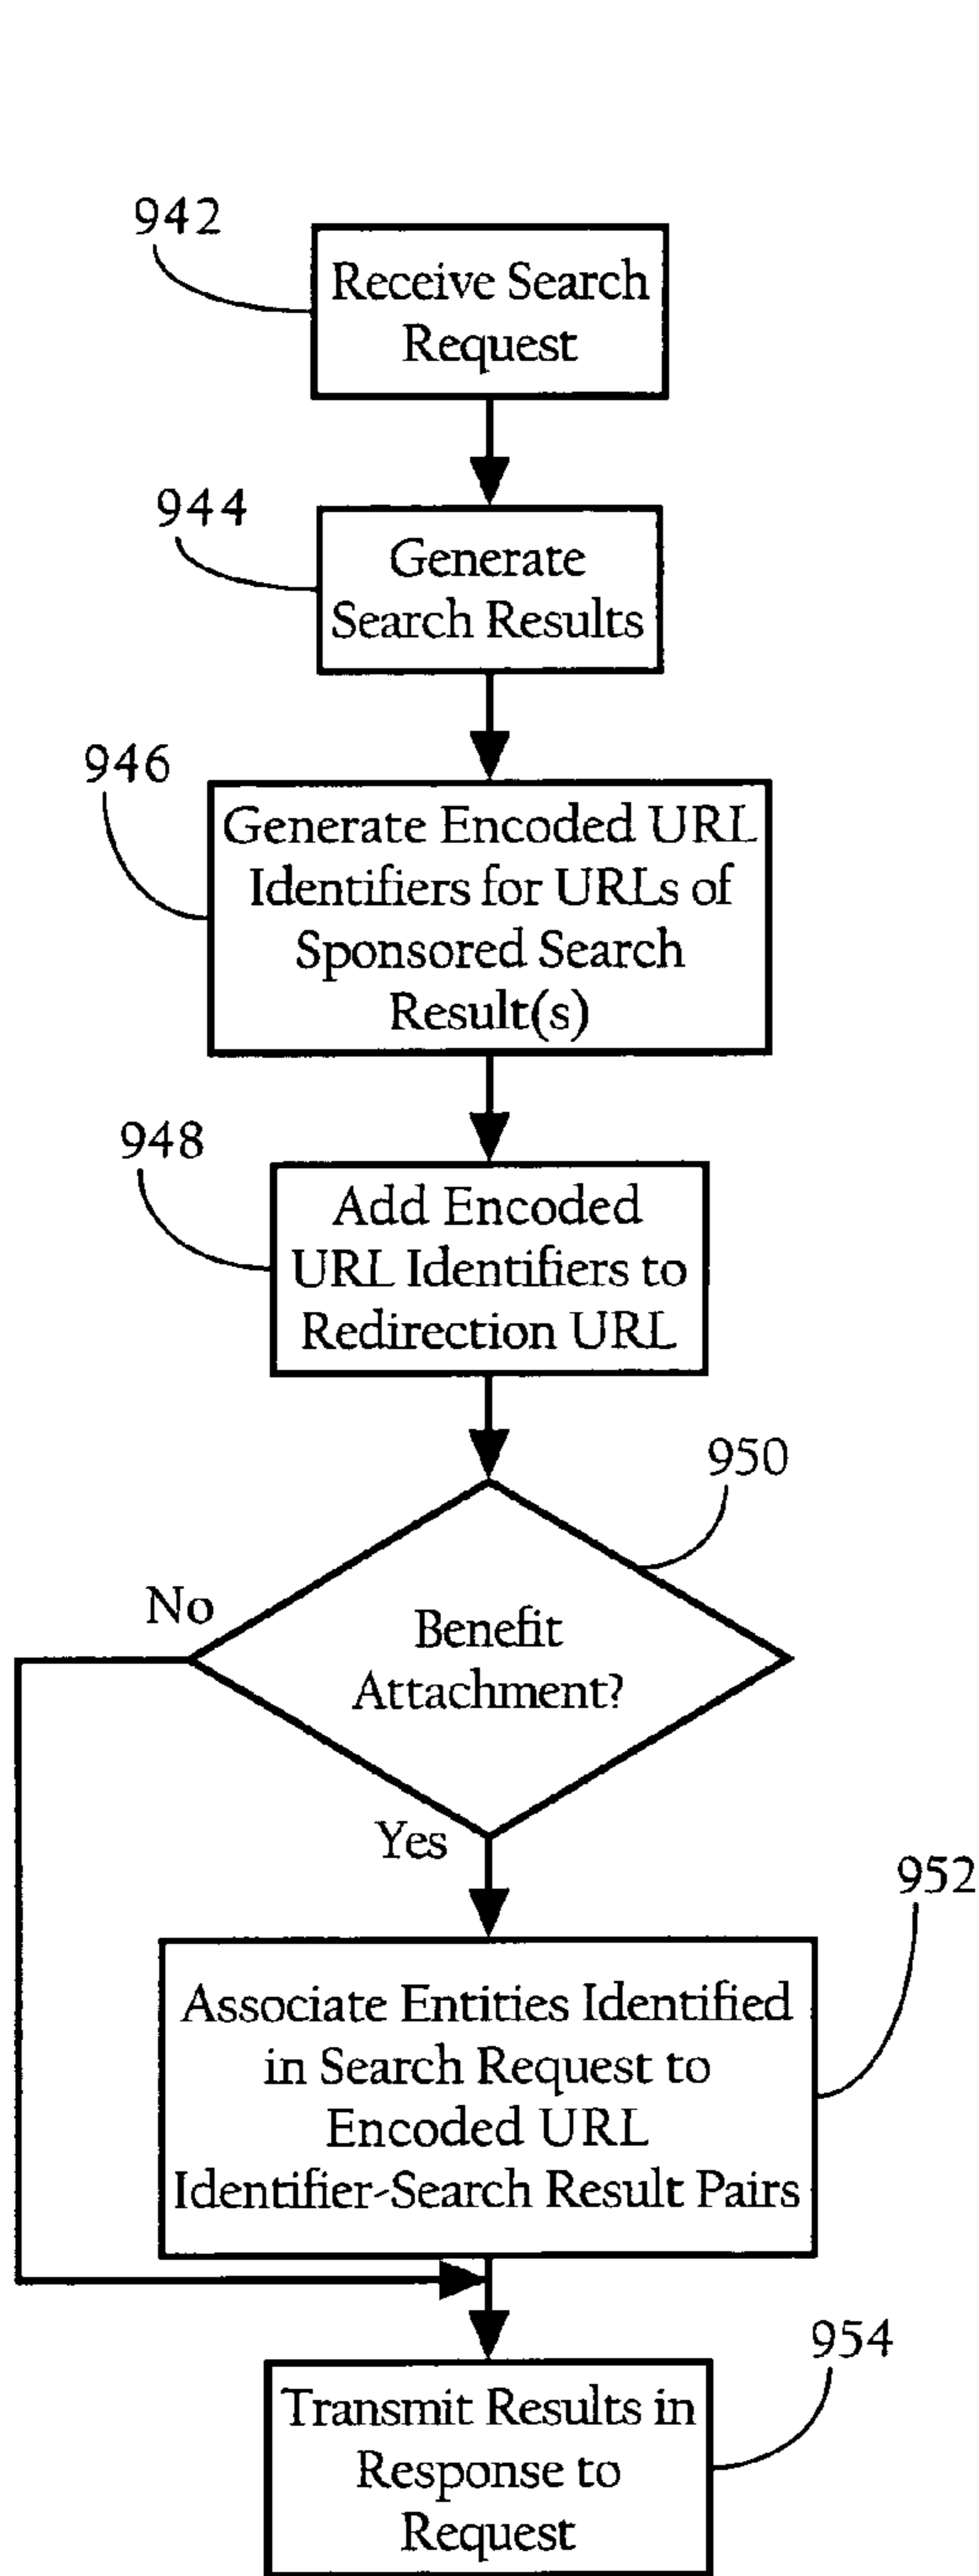 942
Receive Search
Request
944
Generate
Search Results
946
Generate Encoded URL
Identifiers for URLs of
Sponsored Search
Result(s)
948
Add Encoded
URL Identifiers to
Redirection URL
950
No
Benefit
Attachment?
Yes
952
Associate Entities Identified
in Search Request to
Encoded URL
Identifier-Search Result Pairs
954
Transmit Results in
Response to
Request